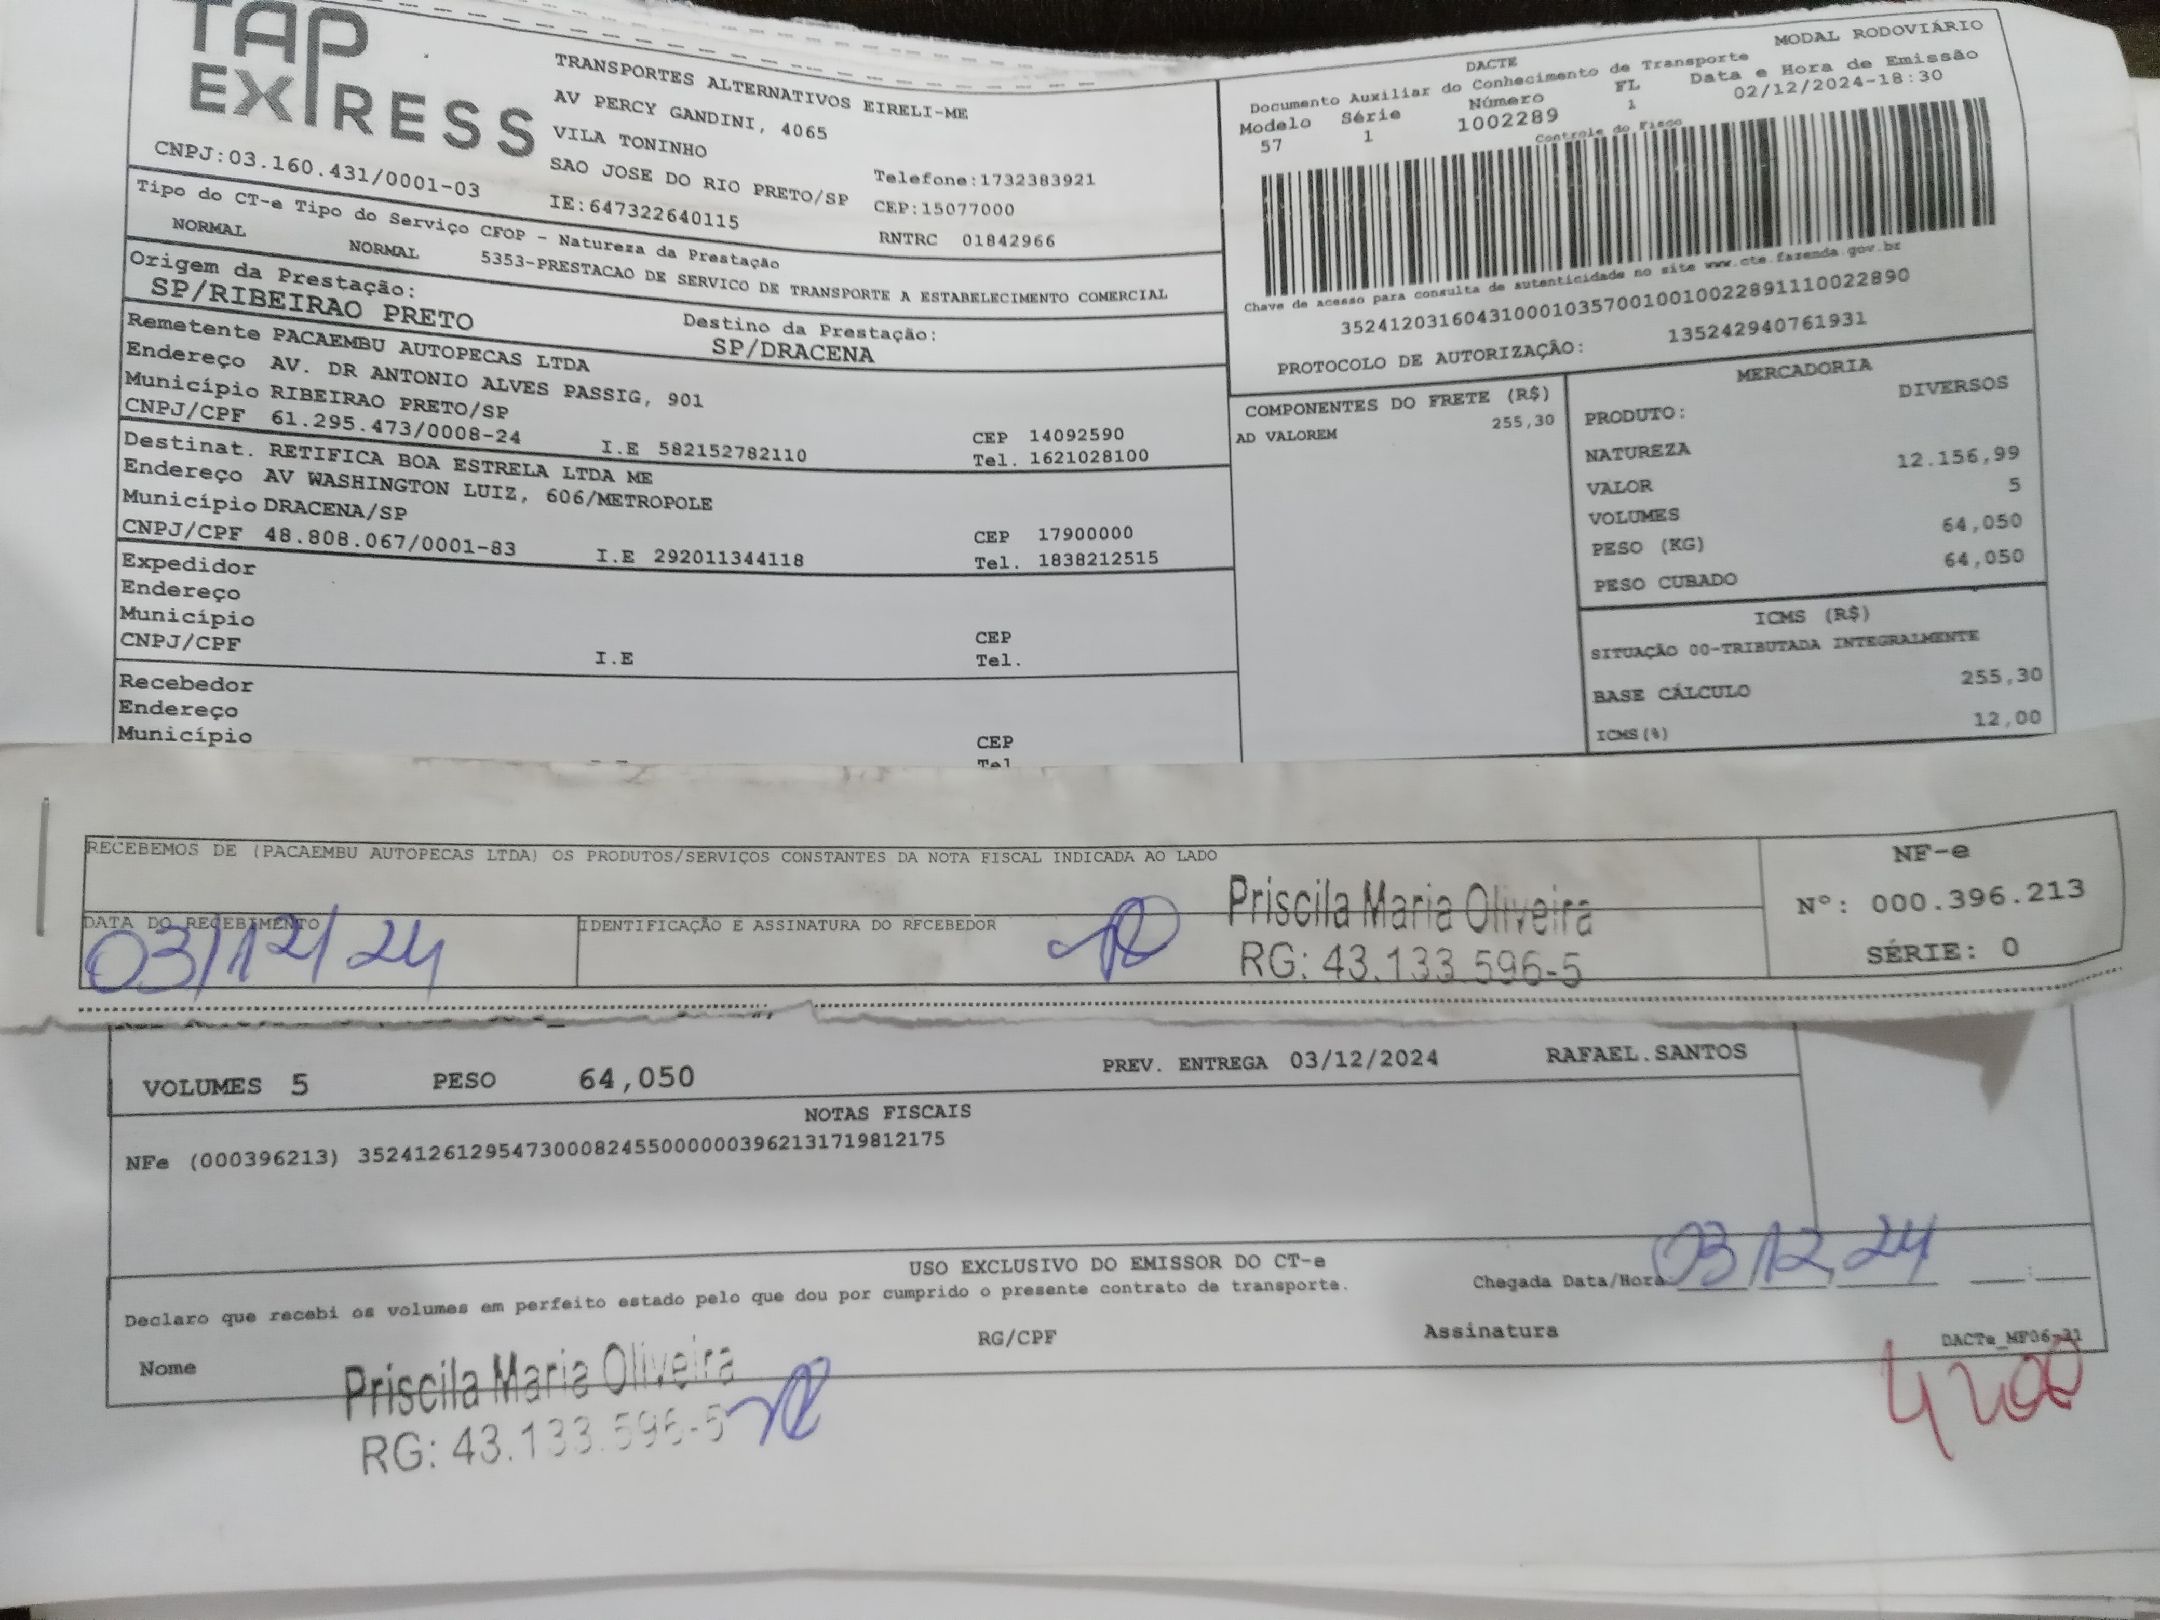 TAP
EXPRESS
TRANSPORTES ALTERNATIVOS EIRELI-ME
AV PERCY GANDINI, 4065
VILA TONINHO
SAO JOSE DO RIO PRETO/SP
Telefone:1732383921
CNPJ:03.160.431/0001-03
IE:647322640115
CEP:15077000
RNTRC 01842966
Tipo do CT-e Tipo do Serviço CFOP - Natureza da Prestação
NORMAL NORMAL 5353-PRESTACAO DE SERVICO DE TRANSPORTE A ESTABELECIMENTO COMERCIAL
Origem da Prestação:
SP/RIBEIRAO PRETO
Destino da Prestação:
SP/DRACENA
Remetente PACAEMBU AUTOPECAS LTDA
Endereço AV. DR ANTONIO ALVES PASSIG, 901
Município RIBEIRAO PRETO/SP CEP 14092590
CNPJ/CPF 61.295.473/0008-24 I.E 582152782110 Tel. 1621028100
Destinat. RETIFICA BOA ESTRELA LTDA ME
Endereço AV WASHINGTON LUIZ, 606/METROPOLE
Município DRACENA/SP CEP 17900000
CNPJ/CPF 48.808.067/0001-83 I.E 292011344118 Tel. 1838212515
Expedidor
Endereço
Município CEP
CNPJ/CPF I.E Tel.
Recebedor
Endereço
Município CEP
Tel
MODAL RODOVIÁRIO
DACTE
Documento Auxiliar do Conhecimento de Transporte
Modelo Série Número FL Data e Hora de Emissão
57 1 1002289 1 02/12/2024-18:30
Controle do Fisco
Chave de acesso para consulta de autenticidade no site www.cte.fazenda.gov.br
35241203160431000103570010010022891110022890
PROTOCOLO DE AUTORIZAÇÃO: 135242940761931
COMPONENTES DO FRETE (R$)
AD VALOREM 255,30
MERCADORIA
PRODUTO: DIVERSOS
NATUREZA
VALOR 12.156,99
VOLUMES 5
PESO (KG) 64,050
PESO CUBADO 64,050
ICMS (R$)
SITUAÇÃO 00-TRIBUTADA INTEGRALMENTE
BASE CÁLCULO 255,30
ICMS(%) 12,00
RECEBEMOS DE (PACAEMBU AUTOPECAS LTDA) OS PRODUTOS/SERVIÇOS CONSTANTES DA NOTA FISCAL INDICADA AO LADO
DATA DO RECEBIMENTO
03/12/24
IDENTIFICAÇÃO E ASSINATURA DO RECEBEDOR
Priscila Maria Oliveira
RG: 43.133.596-5
NF-e
Nº: 000.396.213
SÉRIE: 0
VOLUMES 5 PESO 64,050 PREV. ENTREGA 03/12/2024 RAFAEL.SANTOS
NOTAS FISCAIS
NFe (000396213) 35241261295473000824550000003962131719812175
USO EXCLUSIVO DO EMISSOR DO CT-e
Declaro que recebi os volumes em perfeito estado pelo que dou por cumprido o presente contrato de transporte.
Chegada Data/Hora 03/12/24 __:__
Nome RG/CPF Assinatura
DACTe_MF06-21
Priscila Maria Oliveira
RG: 43.133.596-5